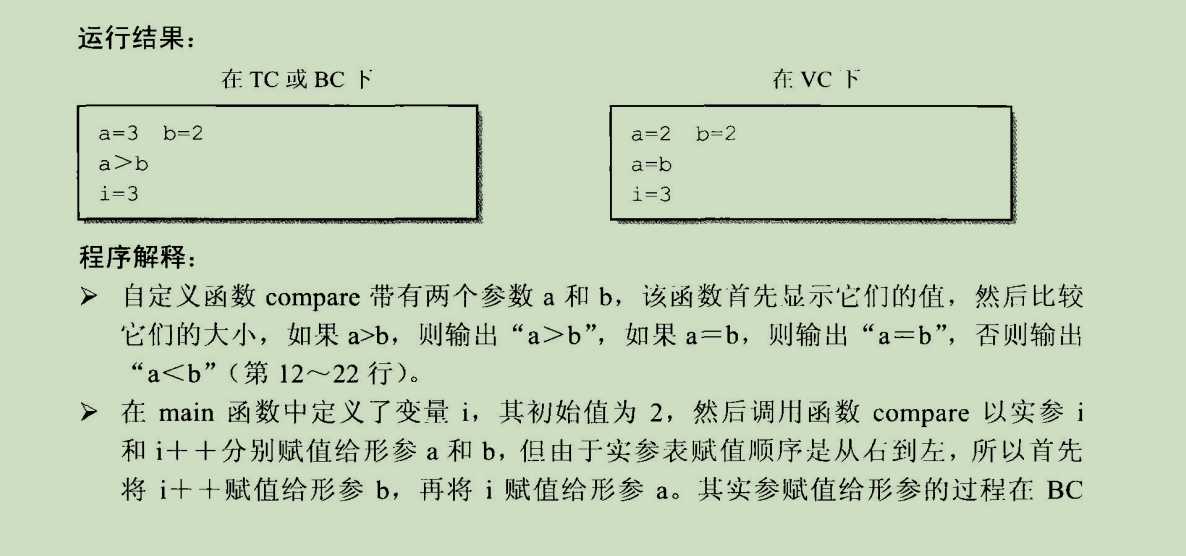 运行结果：
在 TC 或 BC 下
a=3 b=2
a>b
i=3
在 VC 下
a=2 b=2
a=b
i=3
程序解释：
➢ 自定义函数 compare 带有两个参数 a 和 b，该函数首先显示它们的值，然后比较
它们的大小，如果 a>b，则输出“a>b”，如果 a＝b，则输出“a＝b”，否则输出
“a<b”（第 12～22 行）。
➢ 在 main 函数中定义了变量 i，其初始值为 2，然后调用函数 compare 以实参 i
和 i＋＋分别赋值给形参 a 和 b，但由于实参表赋值顺序是从右到左，所以首先
将 i＋＋赋值给形参 b，再将 i 赋值给形参 a。其实参赋值给形参的过程在 BC